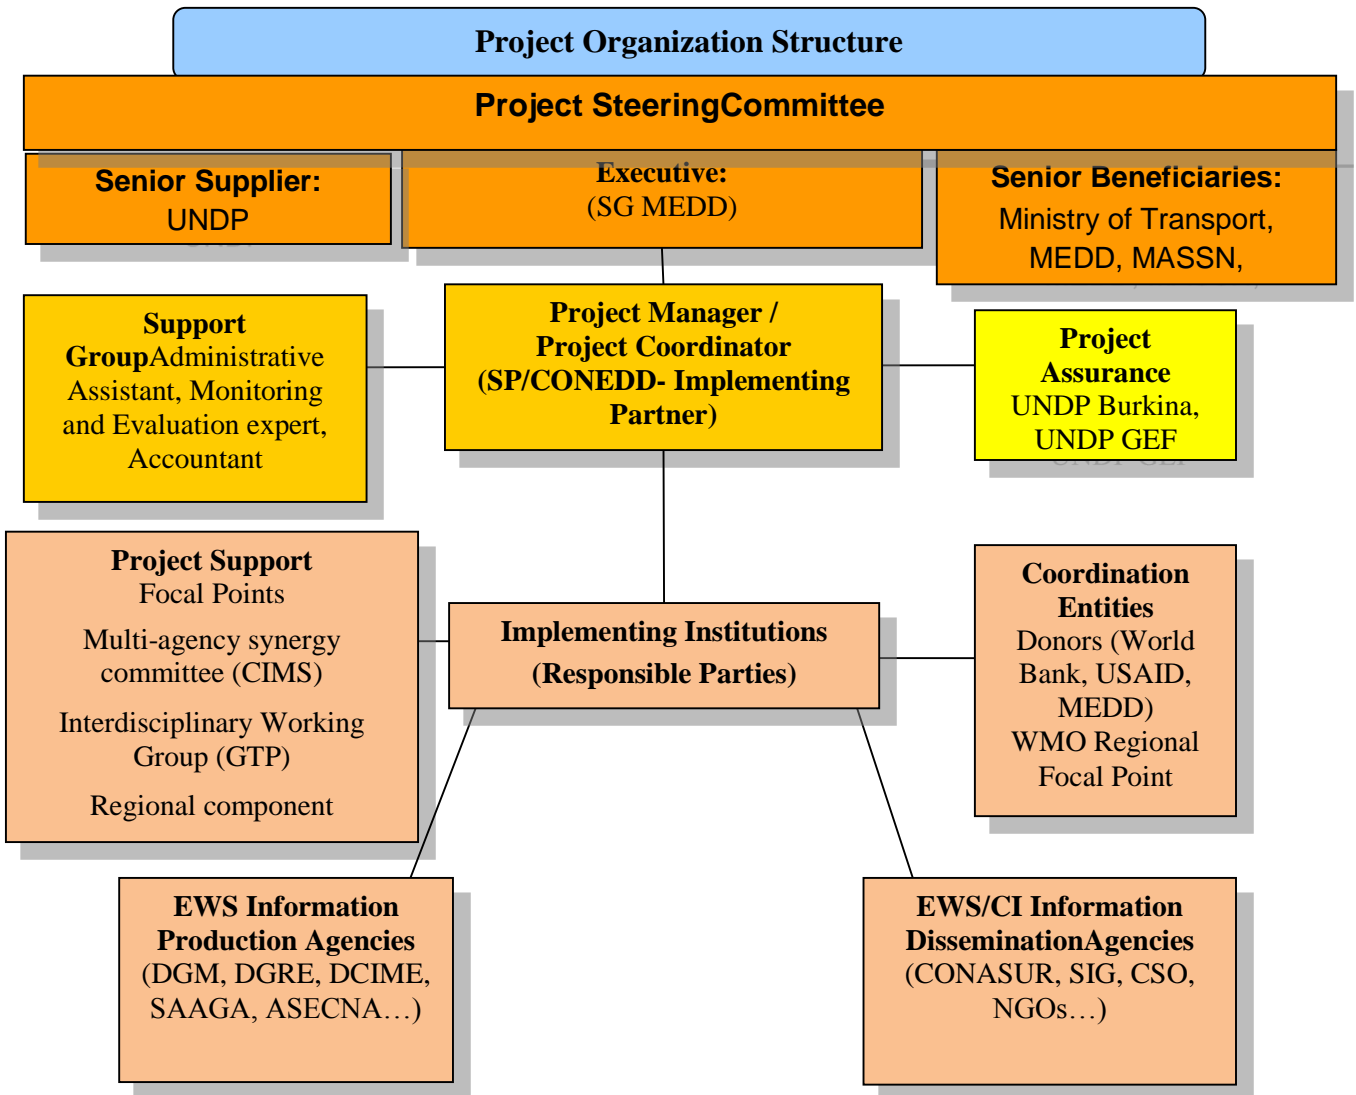 Project Organization Structure
Project SteeringCommittee
Senior Supplier:
UNDP
Executive:
(SG MEDD)
Senior Beneficiaries:
Ministry of Transport,
MEDD, MASSN,
Support
GroupAdministrative
Assistant, Monitoring
and Evaluation expert,
Accountant
Project Manager /
Project Coordinator
(SP/CONEDD- Implementing
Partner)
Project
Assurance
UNDP Burkina,
UNDP GEF
Project Support
Focal Points
Multi-agency synergy
committee (CIMS)
Interdisciplinary Working
Group (GTP)
Regional component
Implementing Institutions
(Responsible Parties)
Coordination
Entities
Donors (World
Bank, USAID,
MEDD)
WMO Regional
Focal Point
EWS Information
Production Agencies
(DGM, DGRE, DCIME,
SAAGA, ASECNA…)
EWS/CI Information
DisseminationAgencies
(CONASUR, SIG, CSO,
NGOs…)